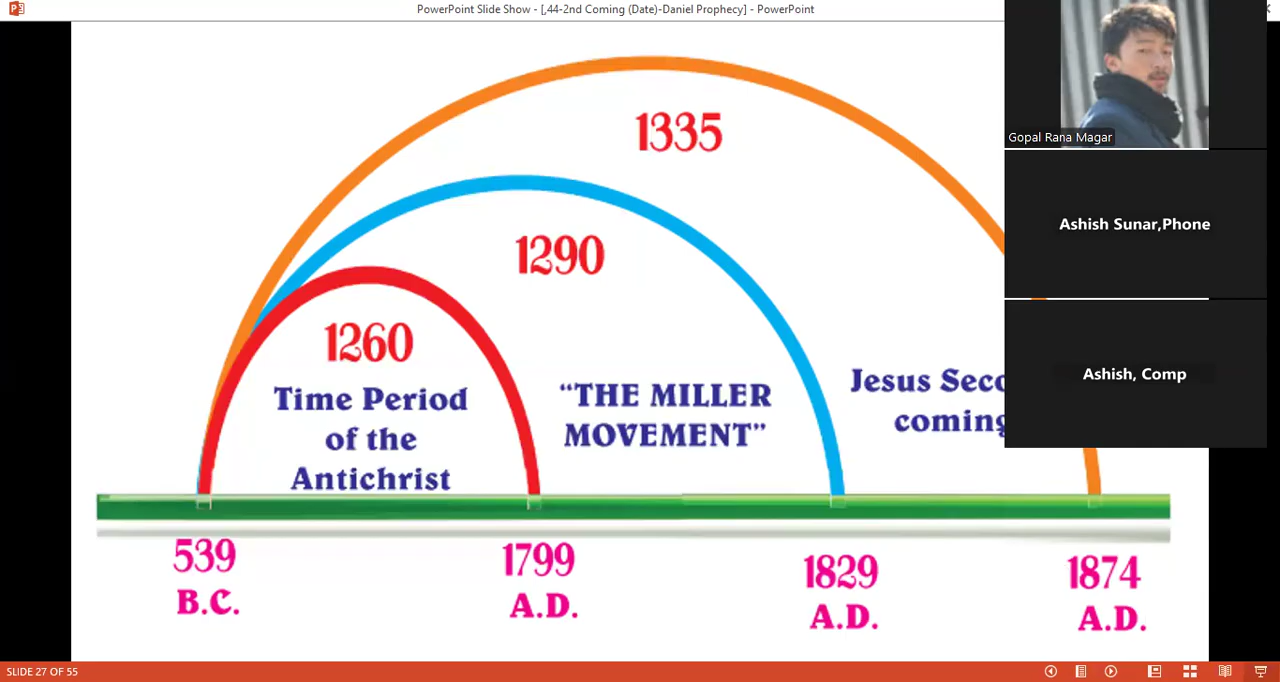 PowerPoint Slide Show - [,44-2nd Coming (Date)-Daniel Prophecy] - PowerPoint
1335
Gopal Rana Magar
Ashish Sunar,Phone
1290
1260
Time Period
of the
Antichrist
“THE MILLER
MOVEMENT”
Jesus Seco
coming
Ashish, Comp
539
B.C.
1799
A.D.
1829
A.D.
1874
A.D.
SLIDE 27 OF 55